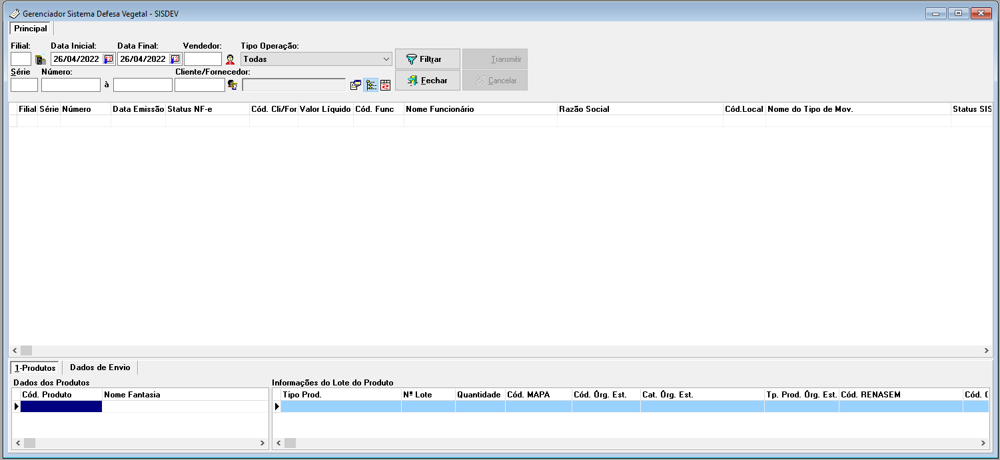 Gerenciador Sistema Defesa Vegetal - SISDEV
Principal
Filial: Data Inicial: Data Final: Vendedor: Tipo Operação:
26/04/2022 12 26/04/2022 12 Todas Filtrar Transmitir
Série Número: Cliente/Fornecedor:
à Fechar Cancelar
Filial Série Número Data Emissão Status NF-e Cód. Cli/For Valor Líquido Cód. Func Nome Funcionário Razão Social Cód.Local Nome do Tipo de Mov. Status SIS
1-Produtos Dados de Envio
Dados dos Produtos Informações do Lote do Produto
Cód. Produto Nome Fantasia Tipo Prod. Nª Lote Quantidade Cód. MAPA Cód. Órg. Est. Cat. Órg. Est. Tp. Prod. Órg. Est. Cód. RENASEM Cód.